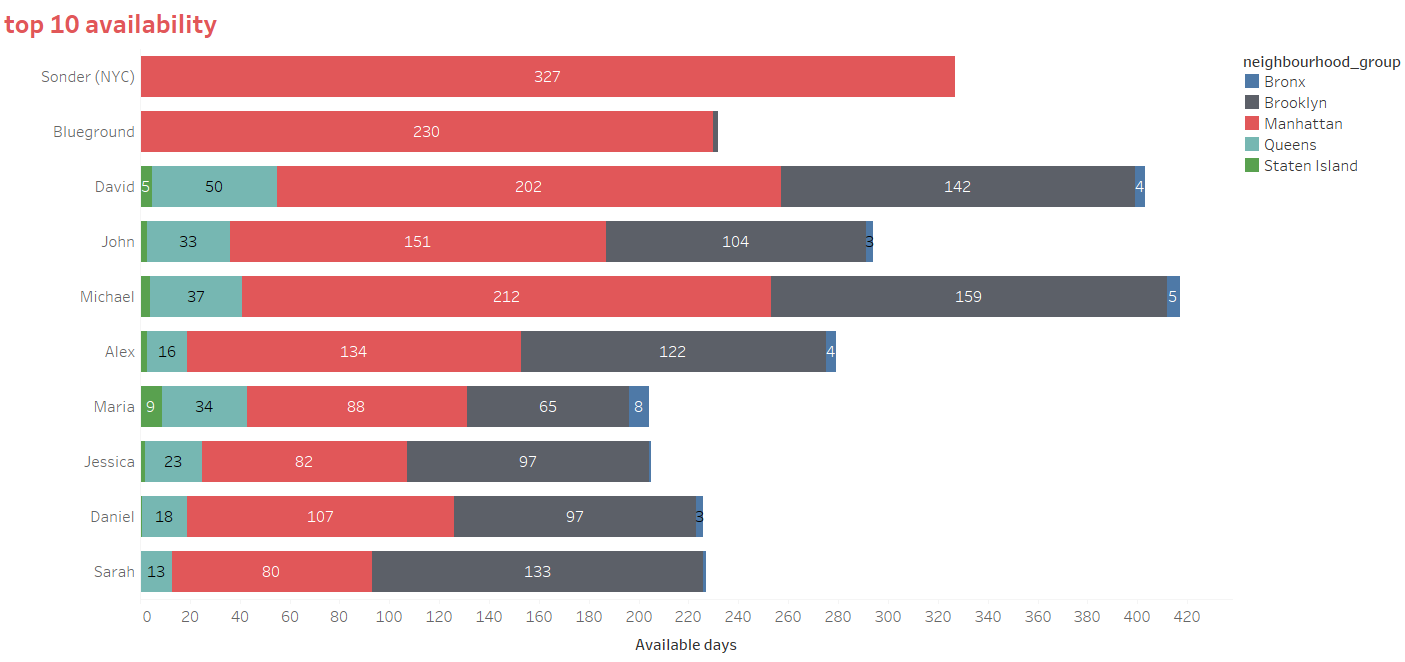 top 10 availability
neighbourhood_group
Bronx
Brooklyn
Manhattan
Queens
Staten Island
Sonder (NYC) 327
Blueground 230
David 5 50 202 142 4
John 33 151 104 3
Michael 37 212 159 5
Alex 16 134 122 4
Maria 9 34 88 65 8
Jessica 23 82 97
Daniel 18 107 97 3
Sarah 13 80 133
0 20 40 60 80 100 120 140 160 180 200 220 240 260 280 300 320 340 360 380 400 420
Available days